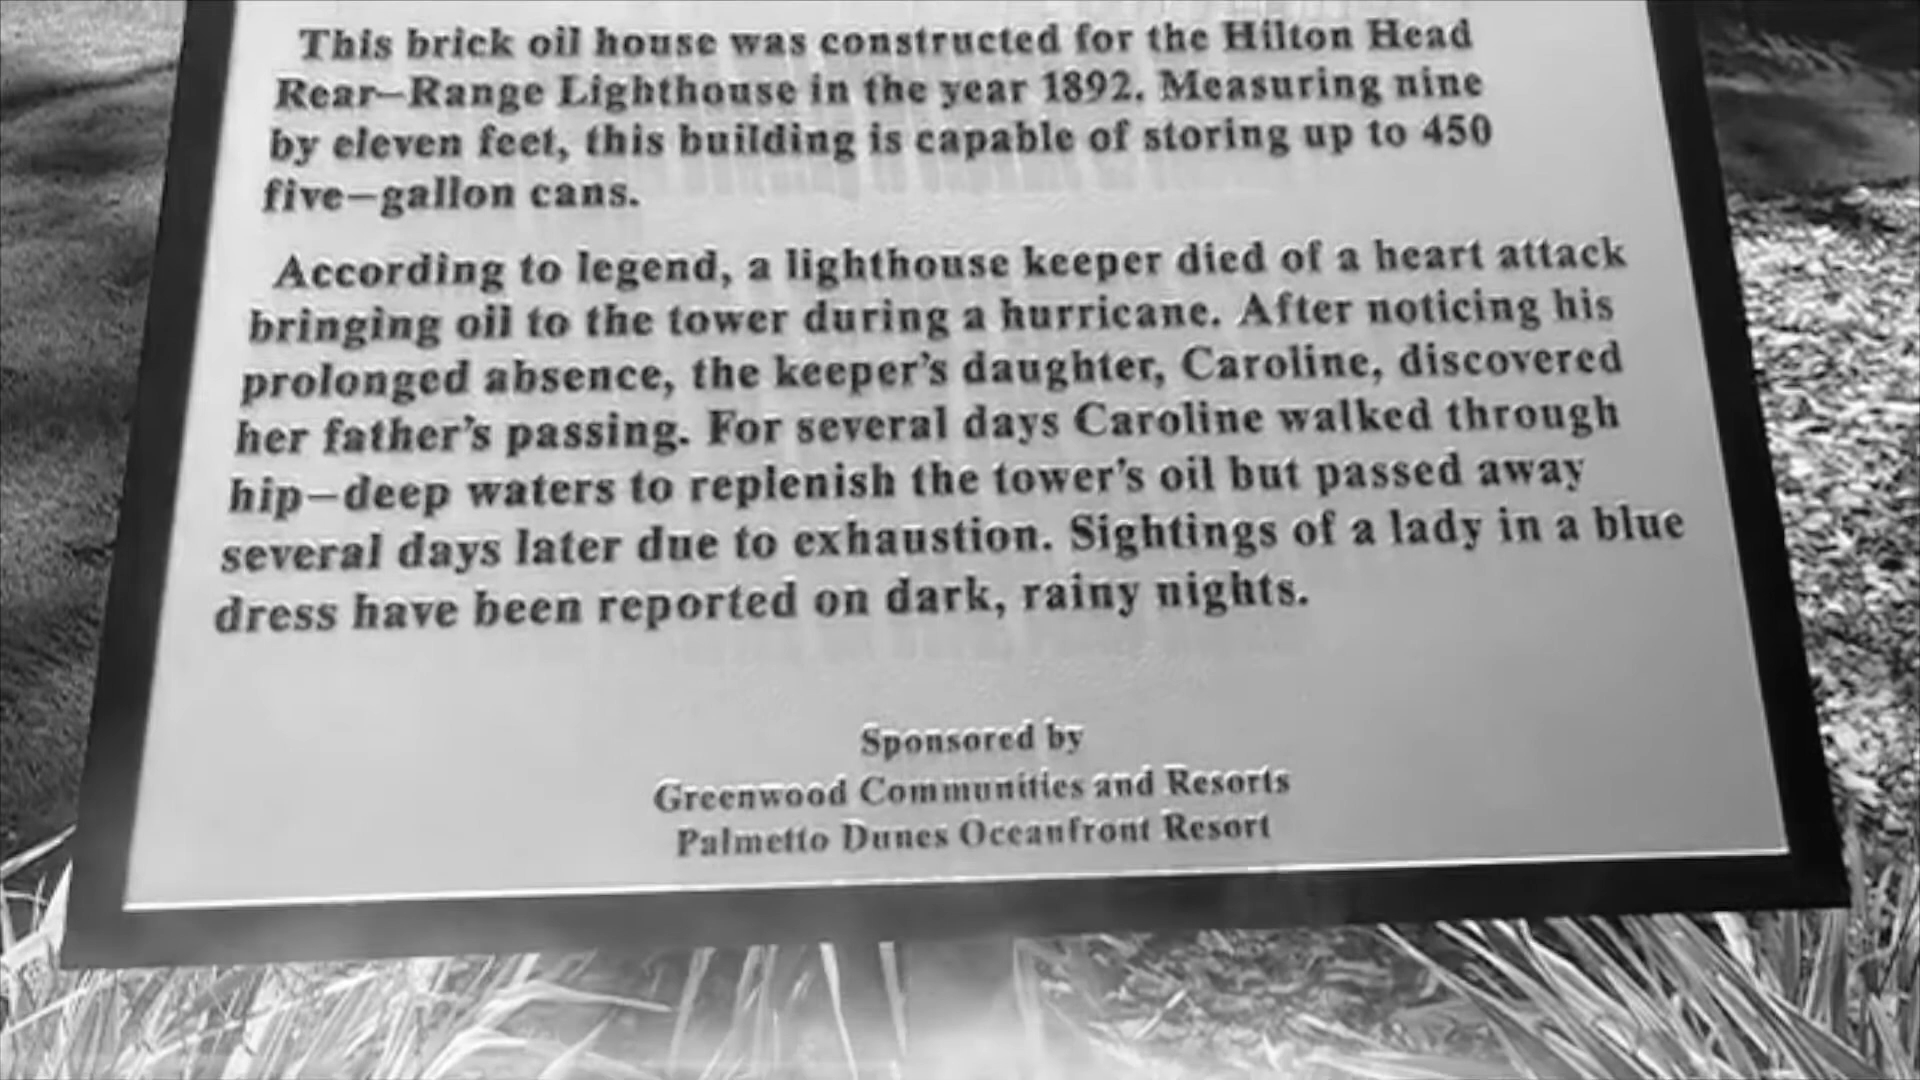 This brick oil house was constructed for the Hilton Head
Rear-Range Lighthouse in the year 1892. Measuring nine
by eleven feet, this building is capable of storing up to 450
five-gallon cans.
According to legend, a lighthouse keeper died of a heart attack
bringing oil to the tower during a hurricane. After noticing his
prolonged absence, the keeper's daughter, Caroline, discovered
her father's passing. For several days Caroline walked through
hip-deep waters to replenish the tower's oil but passed away
several days later due to exhaustion. Sightings of a lady in a blue
dress have been reported on dark, rainy nights.
Sponsored by
Greenwood Communities and Resorts
Palmetto Dunes Oceanfront Resort